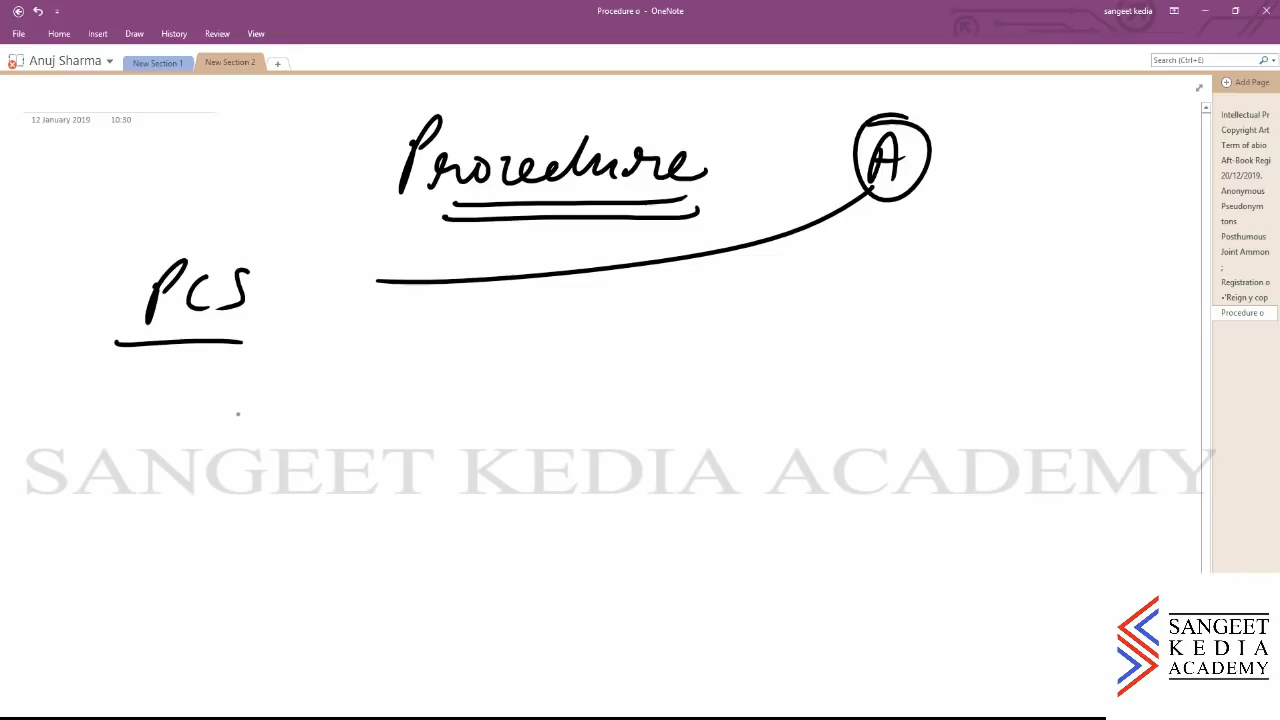 Procedure o - OneNote
sangeet kedia
File Home Insert Draw History Review View
Anuj Sharma New Section 1 New Section 2 +
Search (Ctrl+E)
Add Page
12 January 2019 10:30
Procedure
A
PCS
Intellectual Pr
Copyright Art
Term of abio
Aft-Book Regi
20/12/2019.
Anonymous
Pseudonym
tons
Posthumous
Joint Ammon
;
Registration o
•'Reign y cop
Procedure o
SANGEET KEDIA ACADEMY
SANGEET
KEDIA
ACADEMY